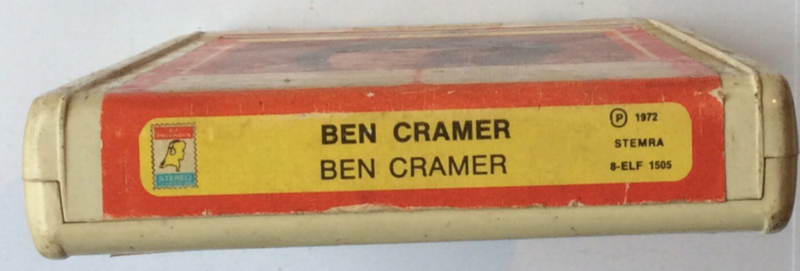 STEREO
BEN CRAMER
BEN CRAMER
Ⓟ 1972
STEMRA
8-ELF 1505